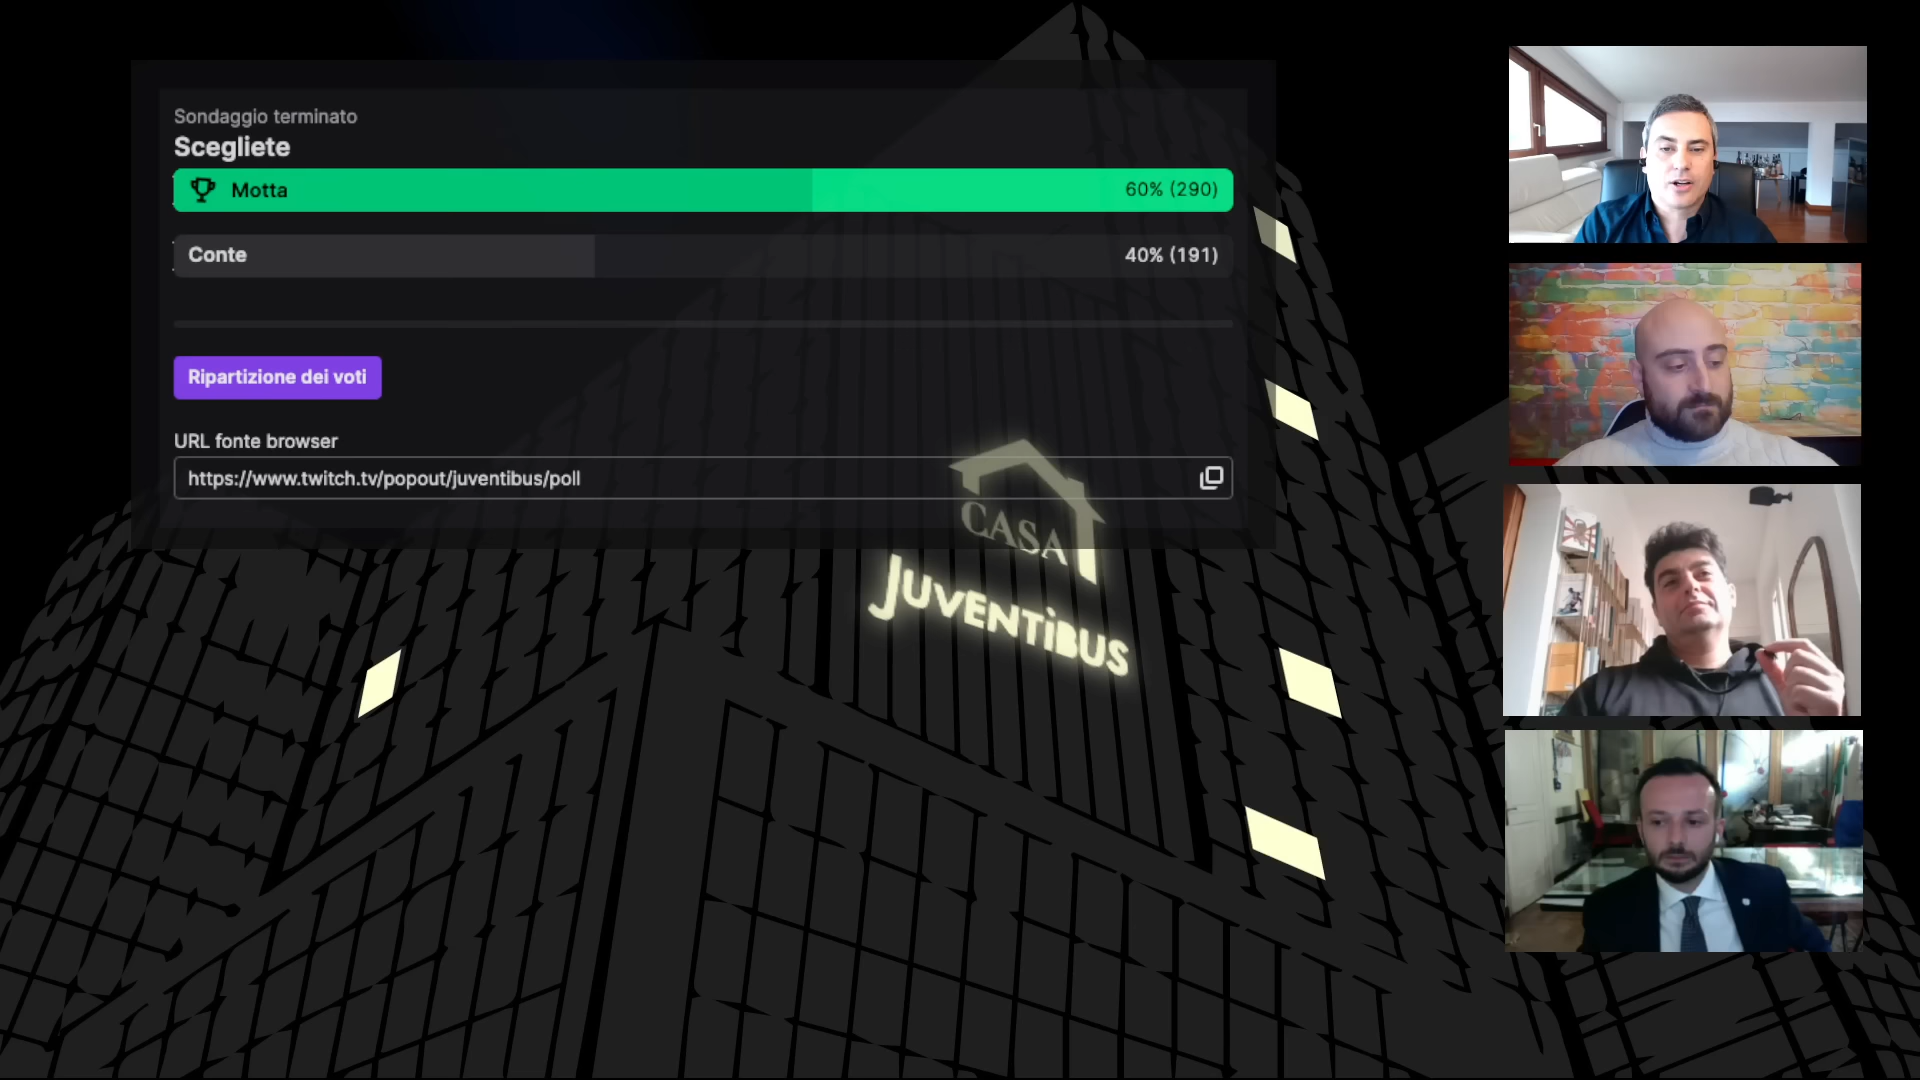 Sondaggio terminato
Scegliete
Motta 60% (290)
Conte 40% (191)
Ripartizione dei voti
URL fonte browser
https://www.twitch.tv/popout/juventibus/poll
CASA
JUVENTiBUS